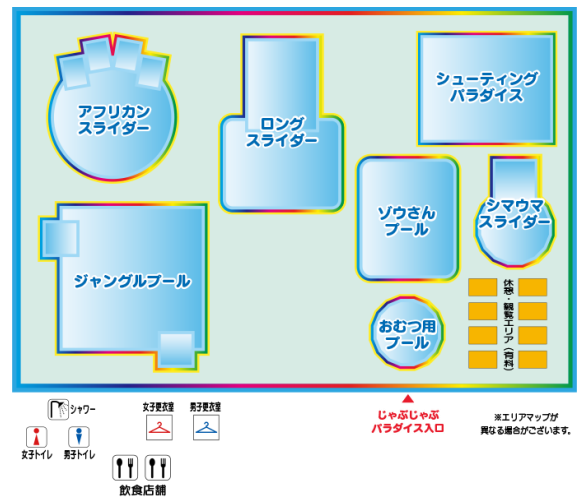 アフリカン
スライダー
ロング
スライダー
シューティング
パラダイス
ゾウさん
プール
シマウマ
スライダー
ジャングルプール
おむつ用
プール
休憩・観覧エリア（有料）
シャワー
女子更衣室
男子更衣室
女子トイレ
男子トイレ
飲食店舗
じゃぶじゃぶ
パラダイス入口
※エリアマップが
異なる場合がございます。